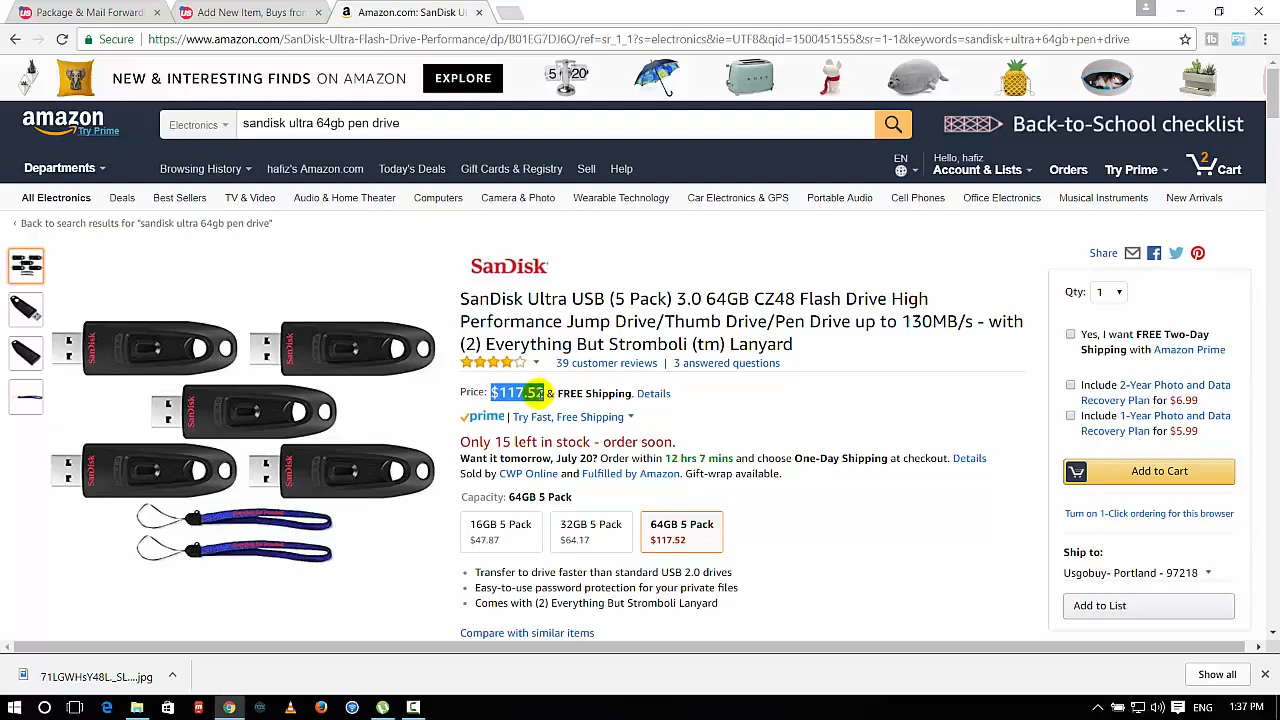 Package & Mail Forward
Add New Item, Buys from
Amazon.com: SanDisk Ul
Secure
https://www.amazon.com/SanDisk-Ultra-Flash-Drive-Performance/dp/B01EG7DJ6O/ref=sr_1_1?s=electronics&ie=UTF8&qid=1500451555&sr=1-1&keywords=sandisk+ultra+64gb+pen+drive
NEW & INTERESTING FINDS ON AMAZON
EXPLORE
5 20
amazon
Try Prime
Electronics
sandisk ultra 64gb pen drive
Back-to-School checklist
Departments
Browsing History
hafiz's Amazon.com
Today's Deals
Gift Cards & Registry
Sell
Help
EN
Hello, hafiz
Account & Lists
Orders
Try Prime
2
Cart
All Electronics
Deals
Best Sellers
TV & Video
Audio & Home Theater
Computers
Camera & Photo
Wearable Technology
Car Electronics & GPS
Portable Audio
Cell Phones
Office Electronics
Musical Instruments
New Arrivals
‹ Back to search results for "sandisk ultra 64gb pen drive"
SanDisk
SanDisk
SanDisk
SanDisk
SanDisk
SanDisk
SanDisk Ultra USB (5 Pack) 3.0 64GB CZ48 Flash Drive High
Performance Jump Drive/Thumb Drive/Pen Drive up to 130MB/s - with
(2) Everything But Stromboli (tm) Lanyard
39 customer reviews | 3 answered questions
Price: $117.52 & FREE Shipping. Details
prime | Try Fast, Free Shipping
Only 15 left in stock - order soon.
Want it tomorrow, July 20? Order within 12 hrs 7 mins and choose One-Day Shipping at checkout. Details
Sold by CWP Online and Fulfilled by Amazon. Gift-wrap available.
Capacity: 64GB 5 Pack
16GB 5 Pack
$47.87
32GB 5 Pack
$64.17
64GB 5 Pack
$117.52
• Transfer to drive faster than standard USB 2.0 drives
• Easy-to-use password protection for your private files
• Comes with (2) Everything But Stromboli Lanyard
Compare with similar items
Share
Qty: 1
Yes, I want FREE Two-Day
Shipping with Amazon Prime
Include 2-Year Photo and Data
Recovery Plan for $6.99
Include 1-Year Photo and Data
Recovery Plan for $5.99
Add to Cart
Turn on 1-Click ordering for this browser
Ship to:
Usgobuy- Portland - 97218
Add to List
71LGWHsY48L._SL....jpg
Show all
ENG
1:37 PM